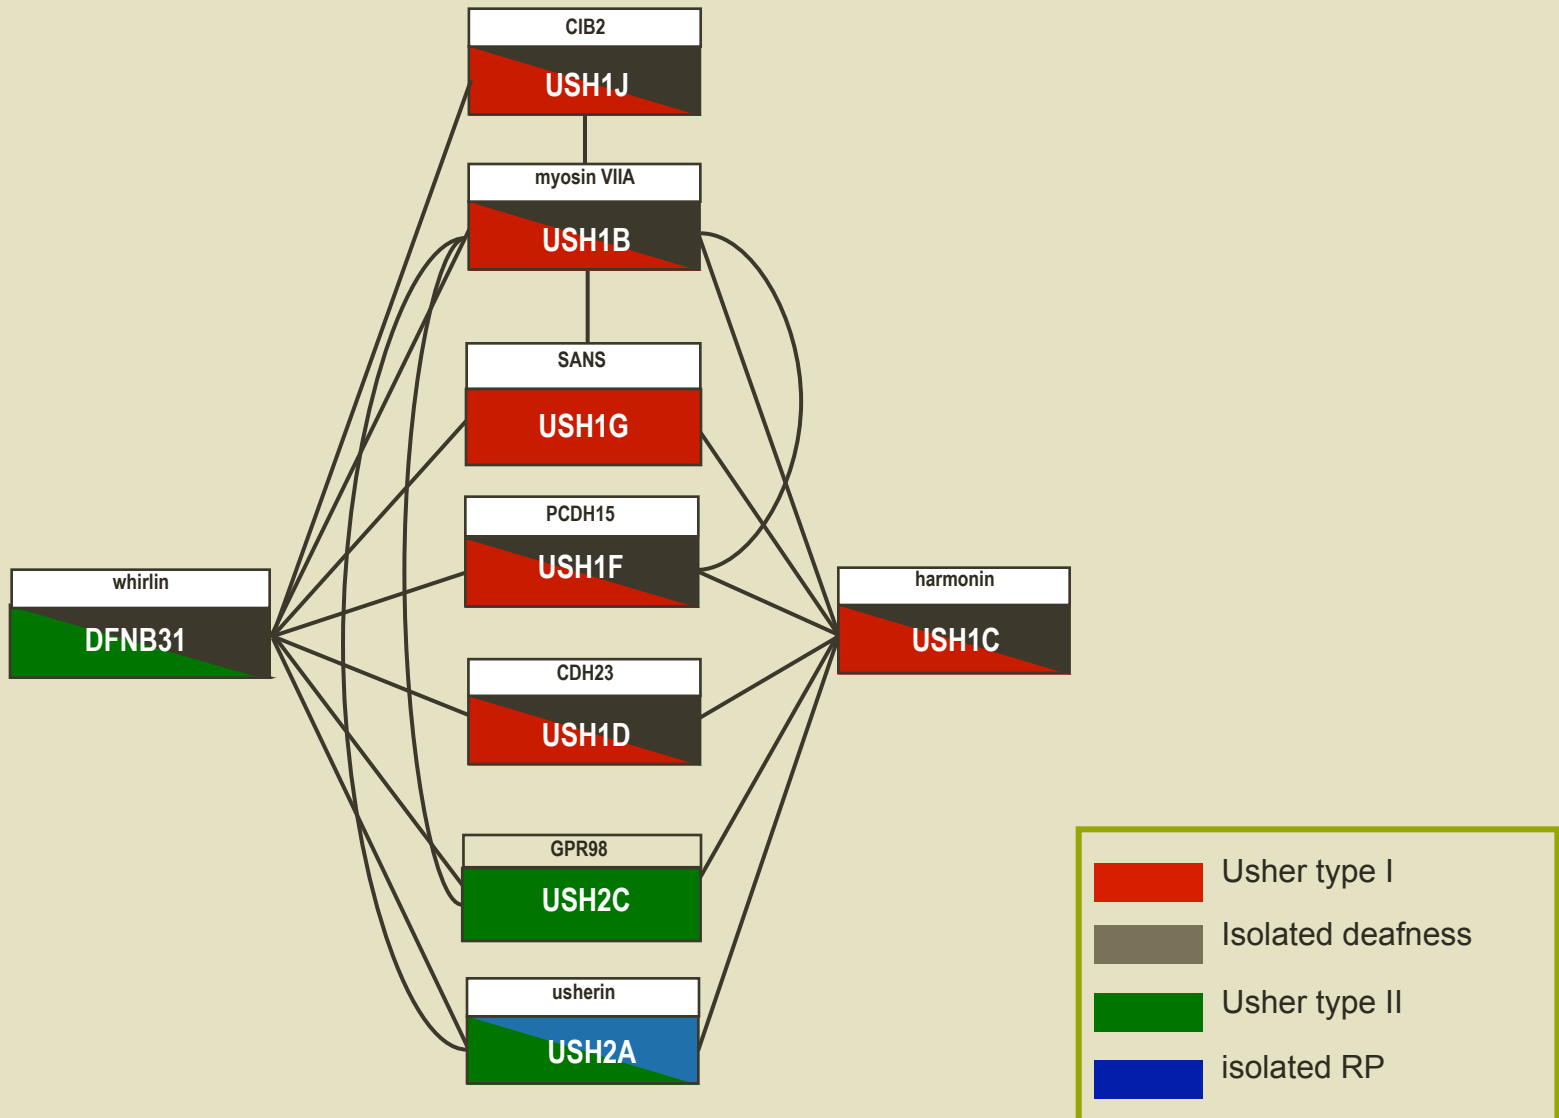 CIB2
USH1J
myosin VIIA
USH1B
SANS
USH1G
PCDH15
USH1F
whirlin
DFNB31
harmonin
USH1C
CDH23
USH1D
GPR98
USH2C
usherin
USH2A
Usher type I
Isolated deafness
Usher type II
isolated RP